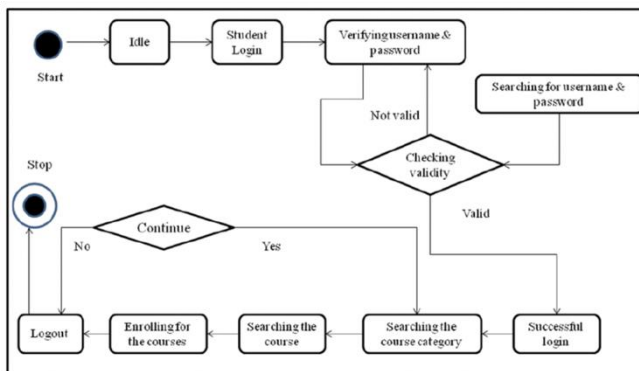 Idle
Student
Login
Verifying username &
password
Start
Searching for username &
password
Not valid
Checking
validity
Stop
Valid
Continue
No
Yes
Logout
Enrolling for
the courses
Searching the
course
Searching the
course category
Successful
login